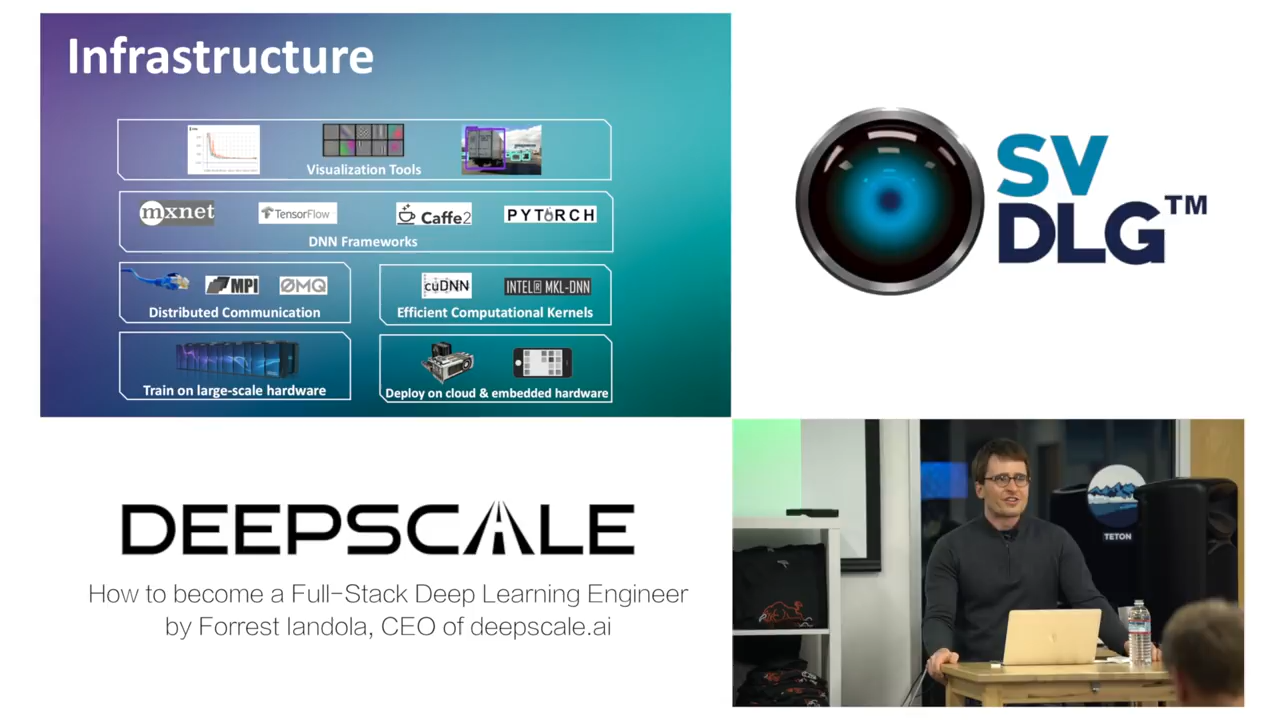 Infrastructure
Visualization Tools
mxnet
TensorFlow
Caffe2
PYTORCH
DNN Frameworks
MPI
ØMQ
cuDNN
INTEL® MKL-DNN
Distributed Communication
Efficient Computational Kernels
Train on large-scale hardware
Deploy on cloud & embedded hardware
SV
DLG™
DEEPSCALE
How to become a Full-Stack Deep Learning Engineer
by Forrest Iandola, CEO of deepscale.ai
TETON